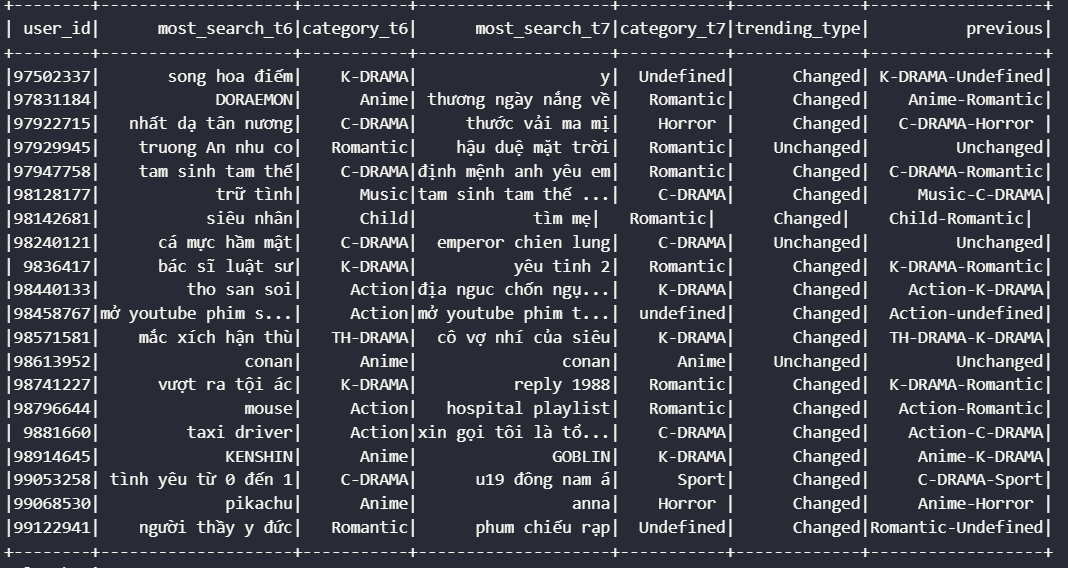 +--------+------------------+----------+------------------+-----------+-------------+-------------------+
| user_id|    most_search_t6|category_t6|    most_search_t7|category_t7|trending_type|           previous|
+--------+------------------+----------+------------------+-----------+-------------+-------------------+
|97502337|     song hoa điếm|   K-DRAMA|                 y|  Undefined|      Changed|  K-DRAMA-Undefined|
|97831184|          DORAEMON|     Anime| thương ngày nắng về|   Romantic|      Changed|     Anime-Romantic|
|97922715|  nhất dạ tân nương|   C-DRAMA|    thước vải ma mị|    Horror |      Changed|    C-DRAMA-Horror |
|97929945|  truong An nhu co|  Romantic|   hậu duệ mặt trời|   Romantic|    Unchanged|          Unchanged|
|97947758|   tam sinh tam thế|   C-DRAMA|định mệnh anh yêu em|   Romantic|      Changed|   C-DRAMA-Romantic|
|98128177|          trữ tình|     Music|tam sinh tam thế ...|    C-DRAMA|      Changed|      Music-C-DRAMA|
|98142681|         siêu nhân|     Child|            tìm mẹ|   Romantic|      Changed|     Child-Romantic|
|98240121|   cá mực hầm mật|   C-DRAMA| emperor chien lung|    C-DRAMA|    Unchanged|          Unchanged|
| 9836417|    bác sĩ luật sư|   K-DRAMA|        yêu tinh 2|   Romantic|      Changed|   K-DRAMA-Romantic|
|98440133|      tho san soi|    Action|địa nguc chốn ngụ...|    K-DRAMA|      Changed|     Action-K-DRAMA|
|98458767|mở youtube phim s...|    Action|mở youtube phim t...|  undefined|      Changed|   Action-undefined|
|98571581|   mắc xích hận thù|  TH-DRAMA| cô vợ nhí của siêu|    K-DRAMA|      Changed|   TH-DRAMA-K-DRAMA|
|98613952|             conan|     Anime|             conan|      Anime|    Unchanged|          Unchanged|
|98741227|    vượt ra tội ác|   K-DRAMA|        reply 1988|   Romantic|      Changed|   K-DRAMA-Romantic|
|98796644|             mouse|    Action|  hospital playlist|   Romantic|      Changed|    Action-Romantic|
| 9881660|       taxi driver|    Action|xin gọi tôi là tổ...|    C-DRAMA|      Changed|     Action-C-DRAMA|
|98914645|           KENSHIN|     Anime|            GOBLIN|    K-DRAMA|      Changed|      Anime-K-DRAMA|
|99053258| tình yêu từ 0 đến 1|   C-DRAMA|    u19 đông nam á|      Sport|      Changed|      C-DRAMA-Sport|
|99068530|           pikachu|     Anime|              anna|    Horror |      Changed|      Anime-Horror |
|99122941|   người thầy y đức|  Romantic|    phum chiếu rạp|  Undefined|      Changed|Romantic-Undefined|
+--------+------------------+----------+------------------+-----------+-------------+-------------------+